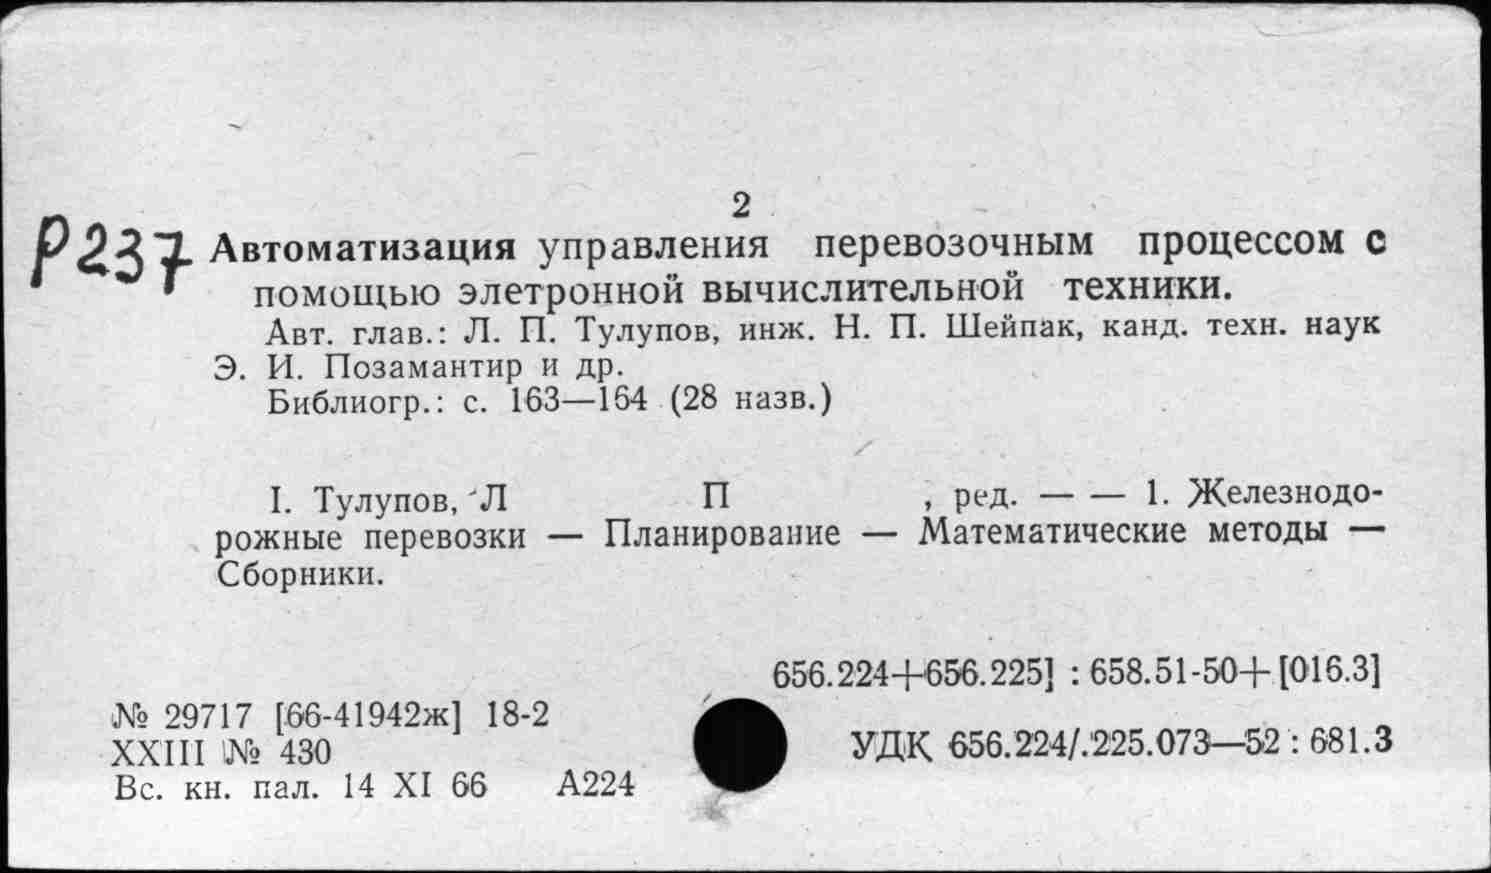 2
Р237 Автоматизация управления перевозочным процессом с
помощью элетронной вычислительной техники.
Авт. глав.: Л. П. Тулупов, инж. Н. П. Шейпак, канд. техн. наук
Э. И. Позамантир и др.
Библиогр.: с. 163—164 (28 назв.)
I. Тулупов, Л П , ред. — — 1. Железнодо-
рожные перевозки — Планирование — Математические методы —
Сборники.
656.224+656.225] : 658.51-50+[016.3]
№ 29717 [66-41942ж] 18-2
XXIII № 430
УДК 656.224/.225.073—52 : 681.3
Вс. кн. пал. 14 XI 66 А224